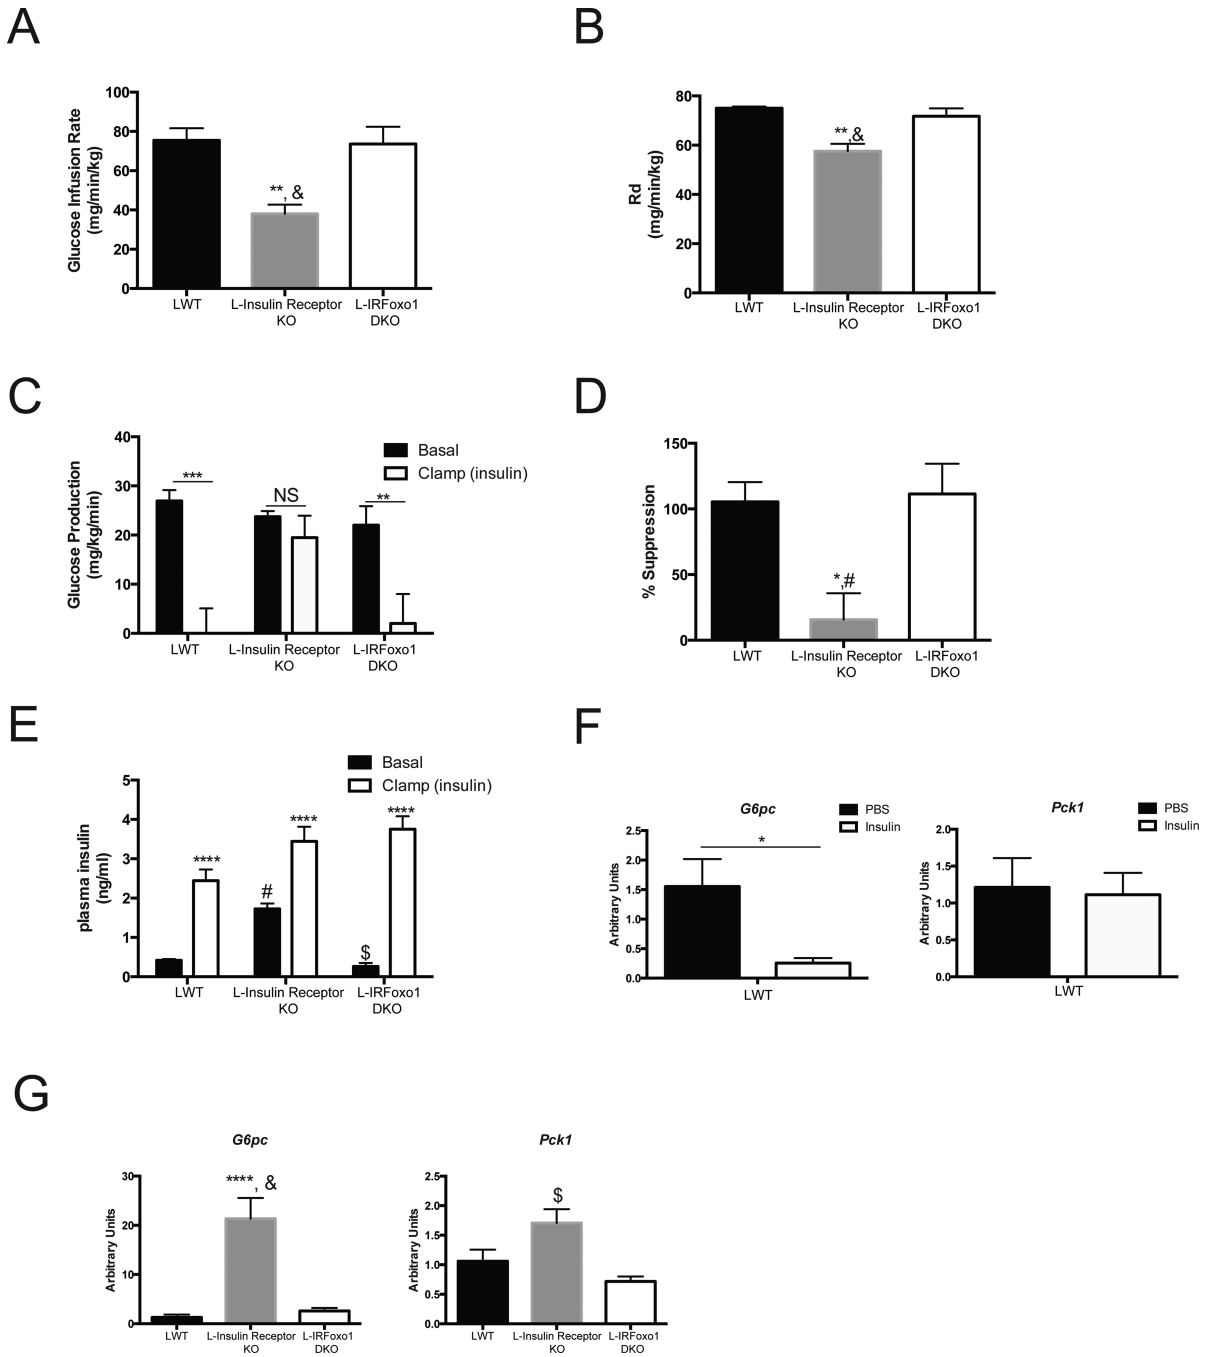 A
Glucose Infusion Rate
(mg/min/kg)
100
80
60
40
20
0
**, &
LWT
L-Insulin Receptor
KO
L-IRFoxo1
DKO
B
Rd
(mg/min/kg)
80
60
40
20
0
**,&
LWT
L-Insulin Receptor
KO
L-IRFoxo1
DKO
C
Glucose Production
(mg/kg/min)
40
30
20
10
0
Basal
Clamp (insulin)
***
NS
**
LWT
L-Insulin Receptor
KO
L-IRFoxo1
DKO
D
% Suppression
150
100
50
0
*,#
LWT
L-Insulin Receptor
KO
L-IRFoxo1
DKO
E
plasma insulin
(ng/ml)
5
4
3
2
1
0
Basal
Clamp (insulin)
****
#
****
$
****
LWT
L-Insulin Receptor
KO
L-IRFoxo1
DKO
F
G6pc
PBS
Insulin
Arbitrary Units
2.5
2.0
1.5
1.0
0.5
0.0
*
LWT
Pck1
PBS
Insulin
Arbitrary Units
2.0
1.5
1.0
0.5
0.0
LWT
G
G6pc
Arbitrary Units
30
20
10
0
****, &
LWT
L-Insulin Receptor
KO
L-IRFoxo1
DKO
Pck1
Arbitrary Units
2.5
2.0
1.5
1.0
0.5
0.0
$
LWT
L-Insulin Receptor
KO
L-IRFoxo1
DKO